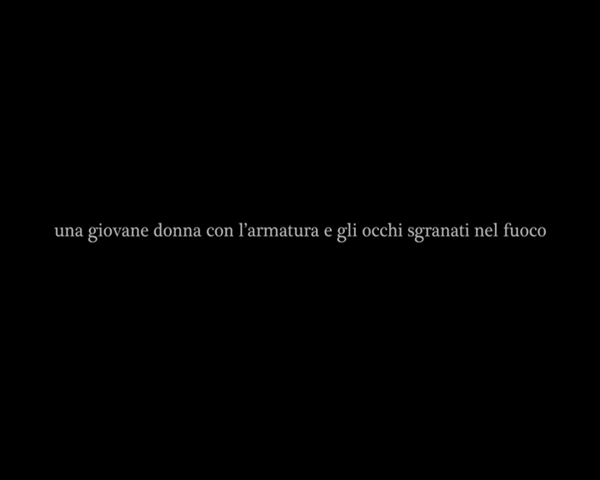 una giovane donna con l’armatura e gli occhi sgranati nel fuoco